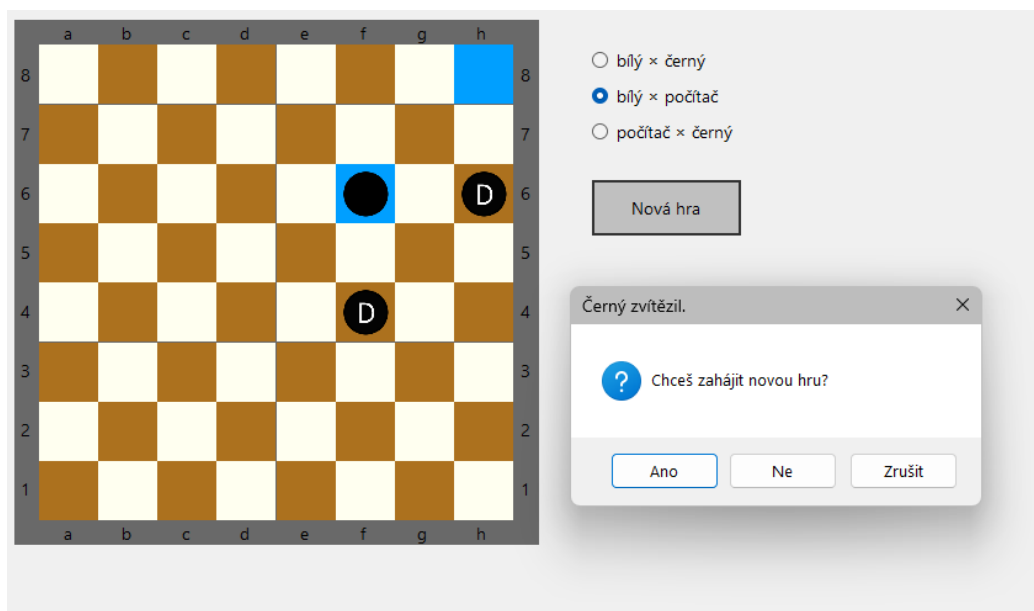 a b c d e f g h
8 8
7 7
6 D 6
5 5
4 D 4
3 3
2 2
1 1
a b c d e f g h
bílý × černý
bílý × počítač
počítač × černý
Nová hra
Černý zvítězil.
Chceš zahájit novou hru?
Ano Ne Zrušit